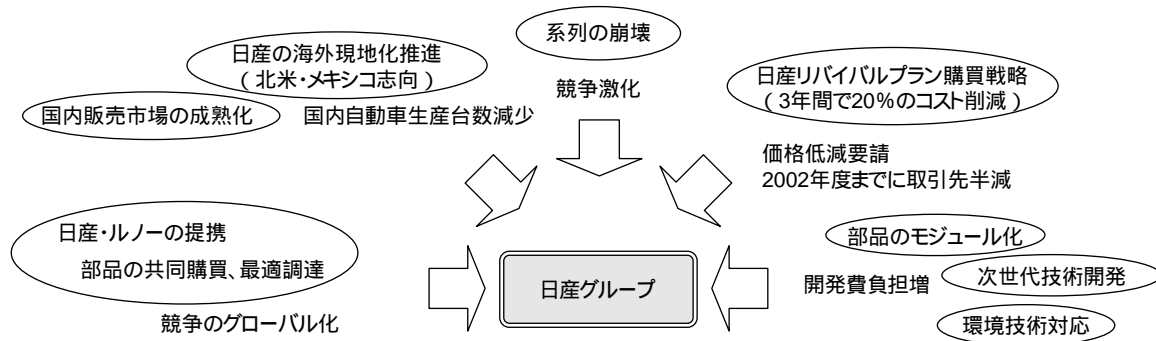 系列の崩壊
日産の海外現地化推進
（北米・メキシコ志向）
競争激化
日産リバイバルプラン購買戦略
（3年間で20％のコスト削減）
国内販売市場の成熟化
国内自動車生産台数減少
価格低減要請
2002年度までに取引先半減
日産・ルノーの提携
部品の共同購買、最適調達
競争のグローバル化
日産グループ
部品のモジュール化
開発費負担増
次世代技術開発
環境技術対応